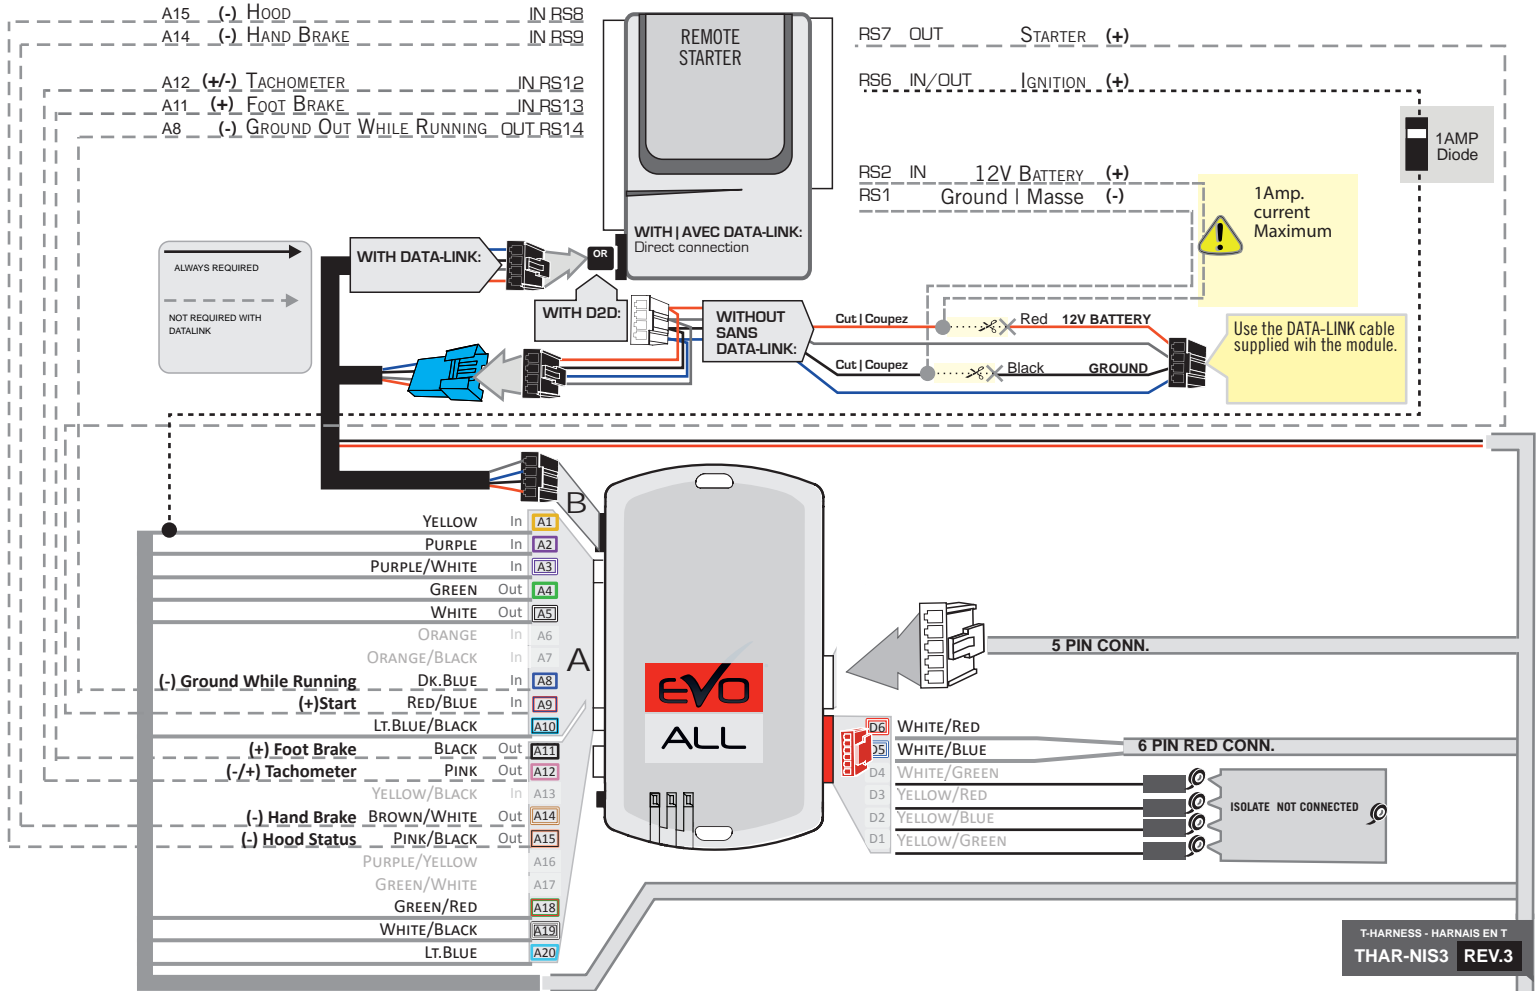 A15 (-) HOOD IN RS8
A14 (-) HAND BRAKE IN RS9
A12 (+/-) TACHOMETER IN RS12
A11 (+) FOOT BRAKE IN RS13
A8 (-) GROUND OUT WHILE RUNNING OUT RS14
REMOTE
STARTER
WITH | AVEC DATA-LINK:
Direct connection
RS7 OUT STARTER (+)
RS6 IN/OUT IGNITION (+)
1AMP
Diode
RS2 IN 12V BATTERY (+)
RS1 Ground | Masse (-)
1Amp.
current
Maximum
ALWAYS REQUIRED
NOT REQUIRED WITH
DATALINK
WITH DATA-LINK:
OR
WITH D2D:
WITHOUT
SANS
DATA-LINK:
Cut | Coupez
Red 12V BATTERY
Cut | Coupez
Black GROUND
Use the DATA-LINK cable
supplied wih the module.
B
A
YELLOW In A1
PURPLE In A2
PURPLE/WHITE In A3
GREEN Out A4
WHITE Out A5
ORANGE In A6
ORANGE/BLACK In A7
(-) Ground While Running DK.BLUE In A8
(+)Start RED/BLUE In A9
LT.BLUE/BLACK A10
(+) Foot Brake BLACK Out A11
(-/+) Tachometer PINK Out A12
YELLOW/BLACK In A13
(-) Hand Brake BROWN/WHITE Out A14
(-) Hood Status PINK/BLACK Out A15
PURPLE/YELLOW A16
GREEN/WHITE A17
GREEN/RED A18
WHITE/BLACK A19
LT.BLUE A20
EVO
ALL
5 PIN CONN.
D6 WHITE/RED
D5 WHITE/BLUE
6 PIN RED CONN.
D4 WHITE/GREEN
D3 YELLOW/RED
D2 YELLOW/BLUE
D1 YELLOW/GREEN
ISOLATE NOT CONNECTED
T-HARNESS - HARNAIS EN T
THAR-NIS3 REV.3